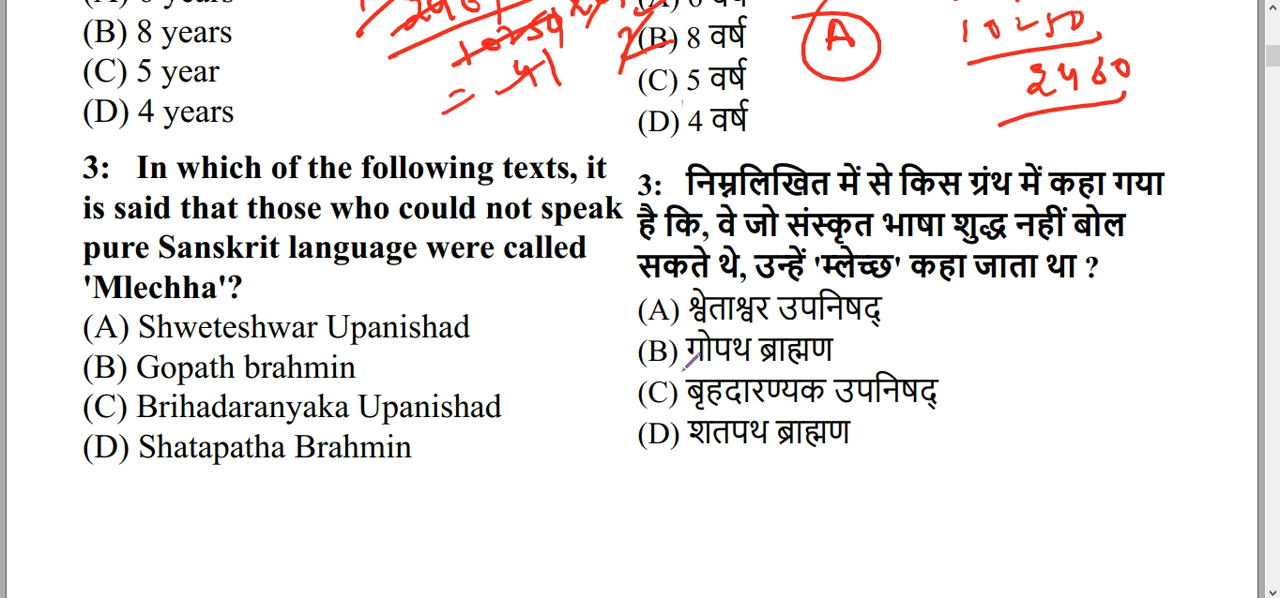 (B) 8 years
(C) 5 year
(D) 4 years
3: In which of the following texts, it
is said that those who could not speak
pure Sanskrit language were called
'Mlechha'?
(A) Shweteshwar Upanishad
(B) Gopath brahmin
(C) Brihadaranyaka Upanishad
(D) Shatapatha Brahmin
(B) 8 वर्ष
(C) 5 वर्ष
(D) 4 वर्ष
3: निम्नलिखित में से किस ग्रंथ में कहा गया
है कि, वे जो संस्कृत भाषा शुद्ध नहीं बोल
सकते थे, उन्हें 'म्लेच्छ' कहा जाता था ?
(A) श्वेताश्वर उपनिषद्
(B) गोपथ ब्राह्मण
(C) बृहदारण्यक उपनिषद्
(D) शतपथ ब्राह्मण
= 41
A
2460